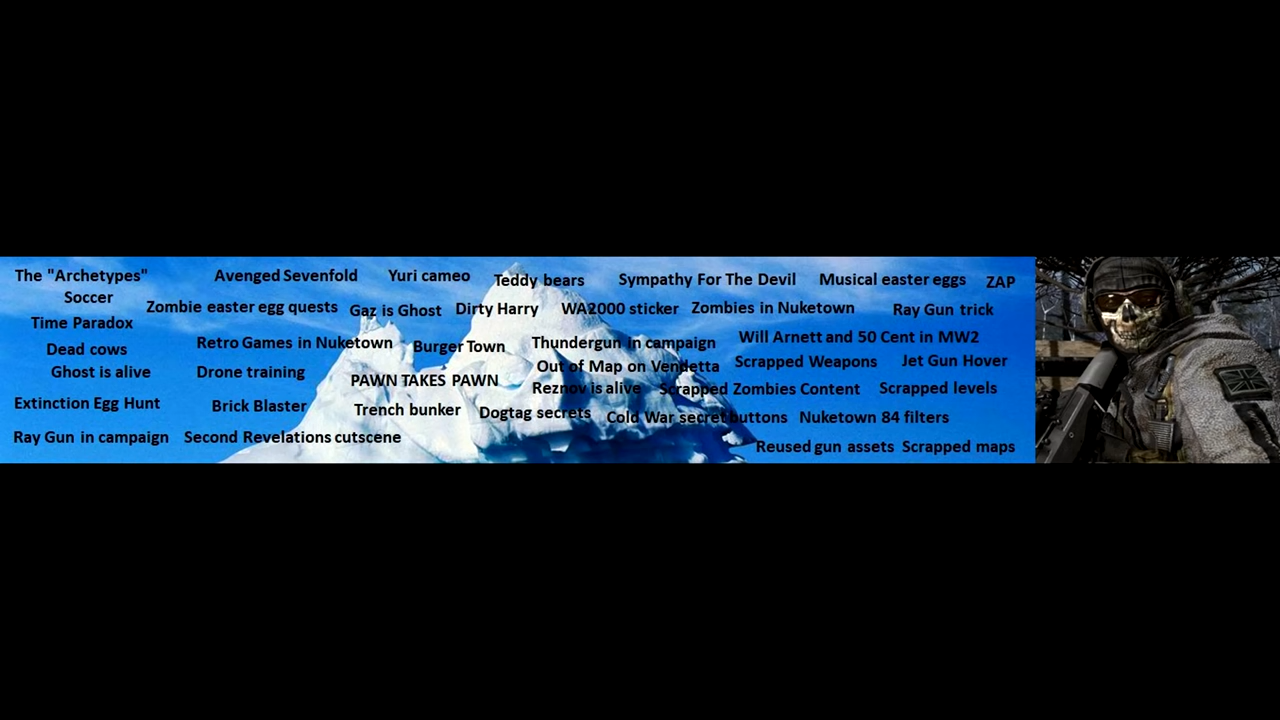 The "Archetypes"
Avenged Sevenfold
Yuri cameo
Teddy bears
Sympathy For The Devil
Musical easter eggs
ZAP
Soccer
Zombie easter egg quests
Gaz is Ghost
Dirty Harry
WA2000 sticker
Zombies in Nuketown
Ray Gun trick
Time Paradox
Retro Games in Nuketown
Burger Town
Thundergun in campaign
Will Arnett and 50 Cent in MW2
Dead cows
Out of Map on Vendetta
Scrapped Weapons
Jet Gun Hover
Ghost is alive
Drone training
PAWN TAKES PAWN
Reznov is alive
Scrapped Zombies Content
Scrapped levels
Extinction Egg Hunt
Brick Blaster
Trench bunker
Dogtag secrets
Cold War secret buttons
Nuketown 84 filters
Ray Gun in campaign
Second Revelations cutscene
Reused gun assets
Scrapped maps